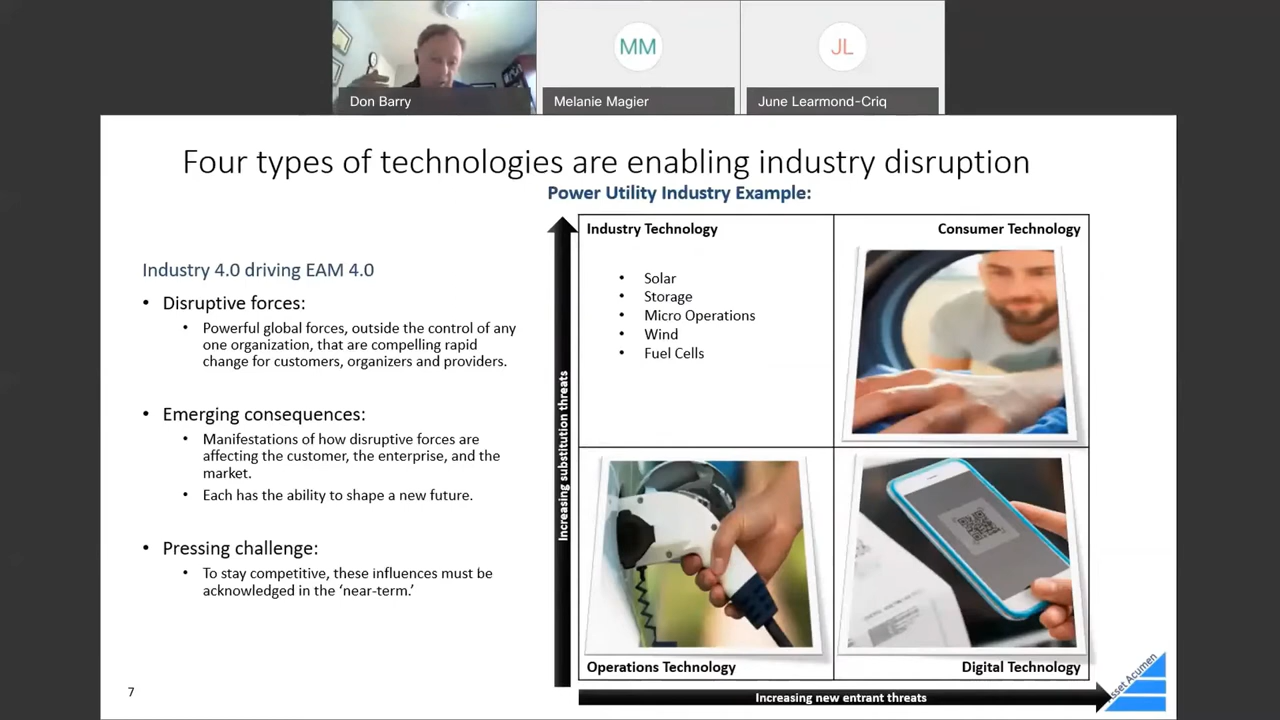 MM
JL
Don Barry
Melanie Magier
June Learmond-Criq
Four types of technologies are enabling industry disruption
Power Utility Industry Example:
Industry 4.0 driving EAM 4.0
• Disruptive forces:
• Powerful global forces, outside the control of any
one organization, that are compelling rapid
change for customers, organizers and providers.
• Emerging consequences:
• Manifestations of how disruptive forces are
affecting the customer, the enterprise, and the
market.
• Each has the ability to shape a new future.
• Pressing challenge:
• To stay competitive, these influences must be
acknowledged in the ‘near-term.’
7
Increasing substitution threats
Industry Technology
• Solar
• Storage
• Micro Operations
• Wind
• Fuel Cells
Consumer Technology
Operations Technology
Digital Technology
Increasing new entrant threats
Asset Acumen